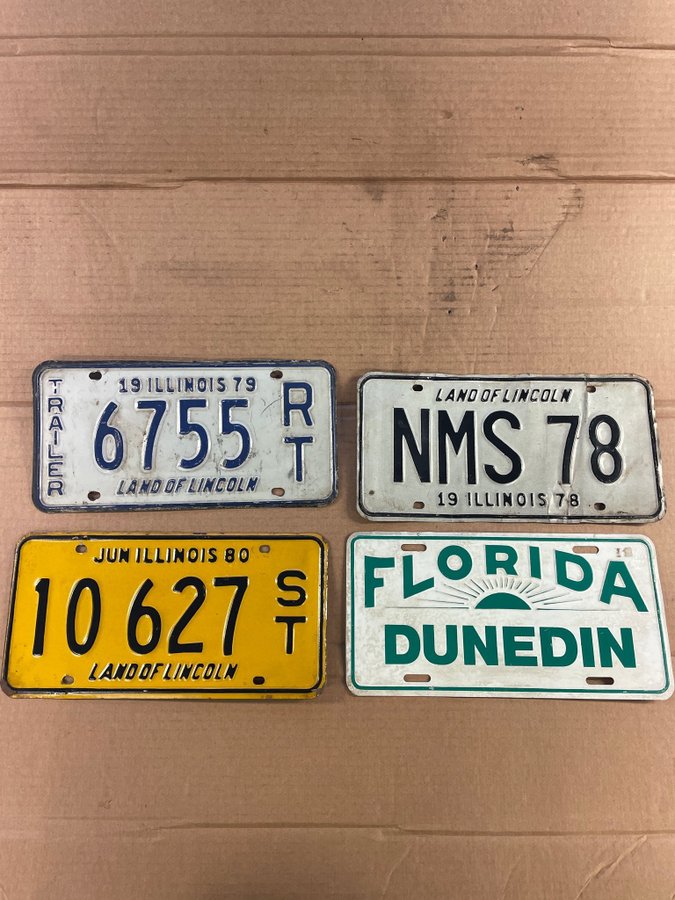 19 ILLINOIS 79
TRAILER
6755
RT
LAND OF LINCOLN
LAND OF LINCOLN
NMS 78
19 ILLINOIS 78
JUN ILLINOIS 80
10 627
ST
LAND OF LINCOLN
FLORIDA
DUNEDIN